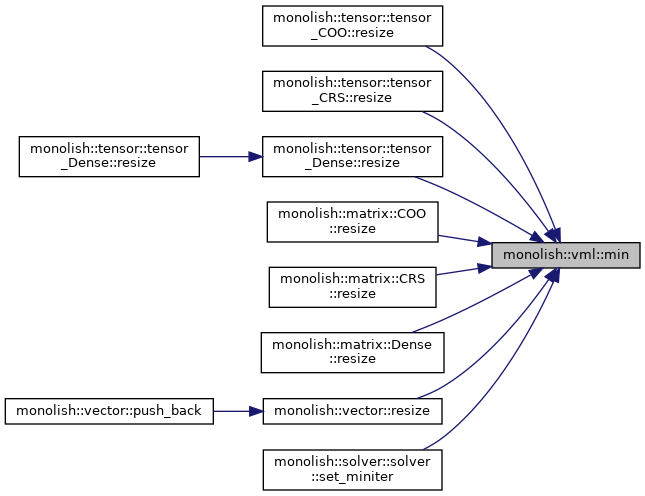 monolish::tensor::tensor
_COO::resize
monolish::tensor::tensor
_CRS::resize
monolish::tensor::tensor
_Dense::resize
monolish::tensor::tensor
_Dense::resize
monolish::matrix::COO
::resize
monolish::vml::min
monolish::matrix::CRS
::resize
monolish::matrix::Dense
::resize
monolish::vector::push_back
monolish::vector::resize
monolish::solver::solver
::set_miniter